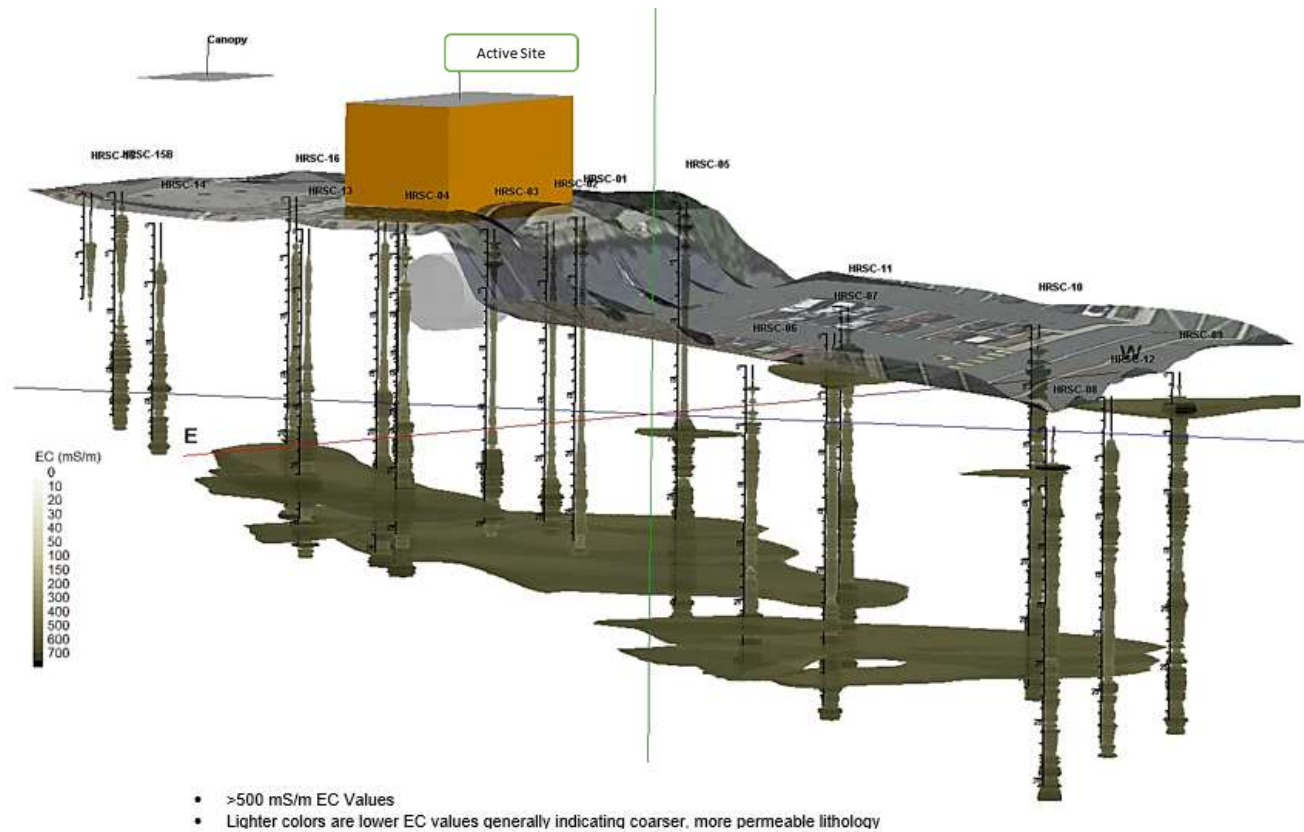 Canopy
Active Site
HRSC-15B
HRSC-16
HRSC-14
HRSC-13
HRSC-04
HRSC-03
HRSC-02
HRSC-01
HRSC-05
HRSC-11
HRSC-07
HRSC-10
HRSC-06
HRSC-09
W
HRSC-12
HRSC-08
E
EC (mS/m)
0
10
20
30
40
50
100
200
300
400
500
600
700
• >500 mS/m EC Values
• Lighter colors are lower EC values generally indicating coarser, more permeable lithology